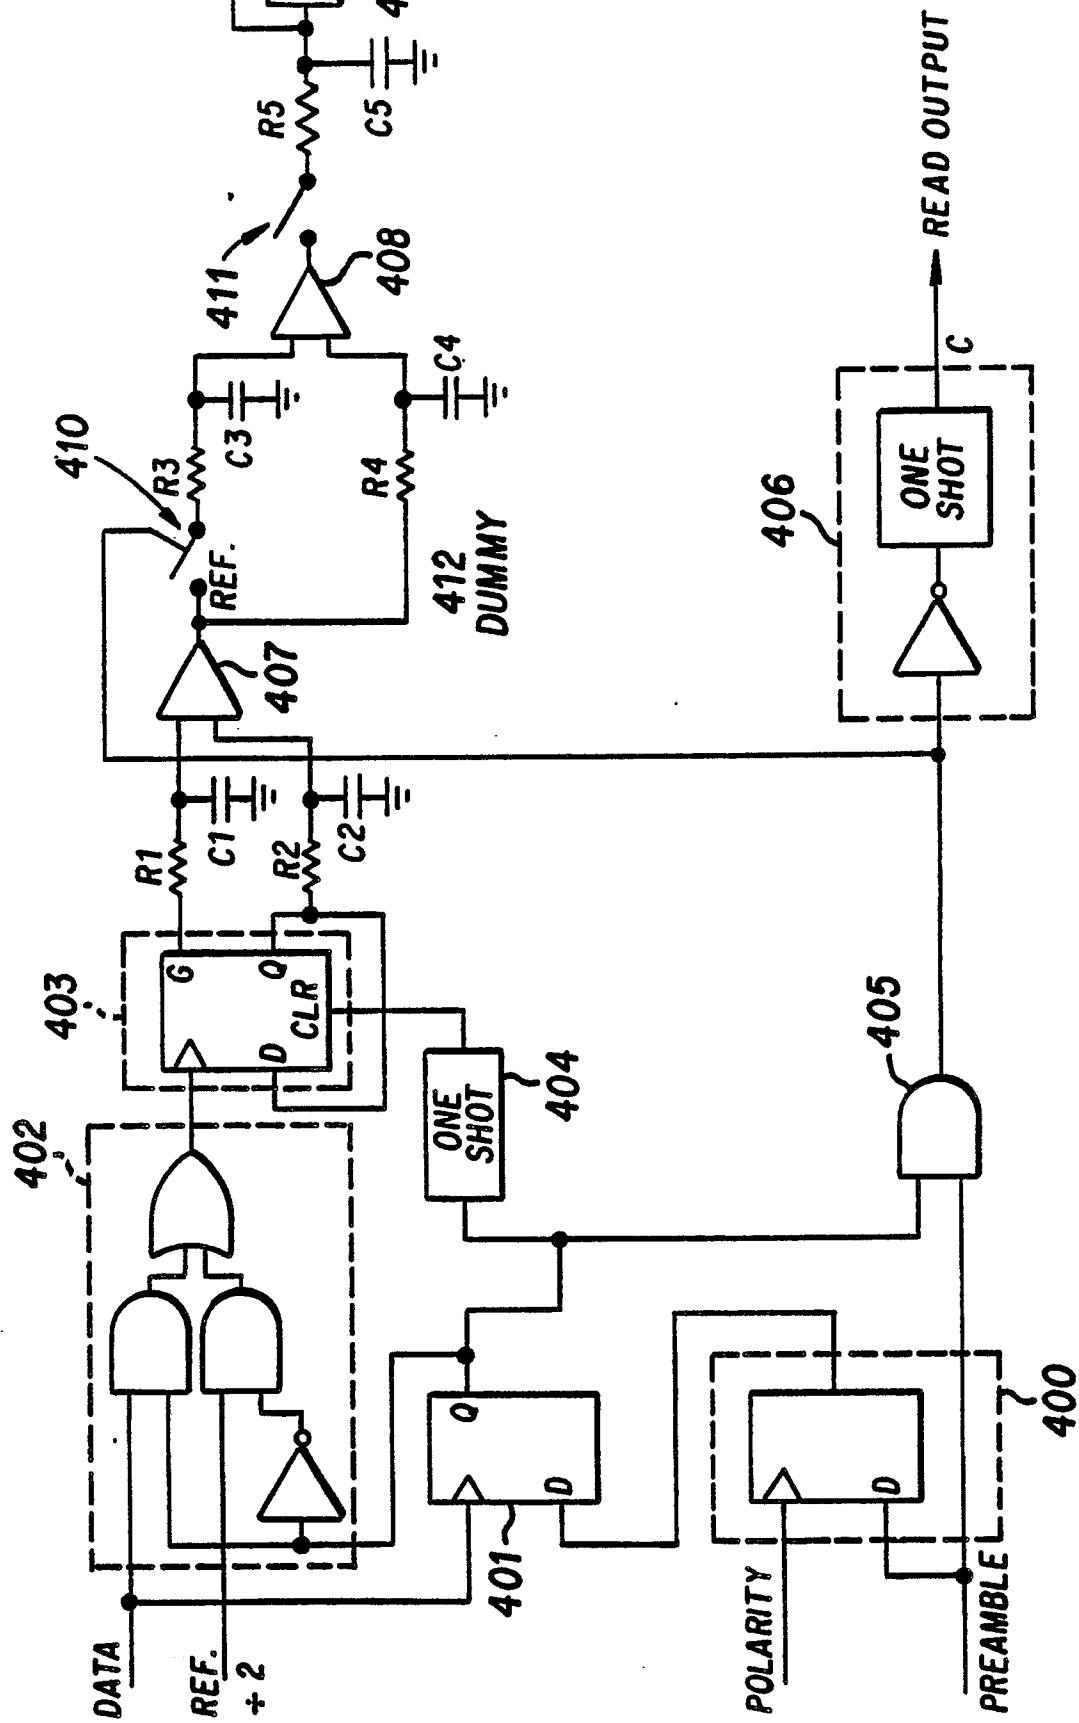 DATA
REF.
÷ 2
POLARITY
PREAMBLE
402
403
G
Q
D
CLR
R1
C1
R2
C2
407
REF.
410
R3
C3
R4
C4
412
DUMMY
408
411
R5
C5
4
401
Q
D
ONE
SHOT
404
D
400
405
406
ONE
SHOT
C
READ OUTPUT